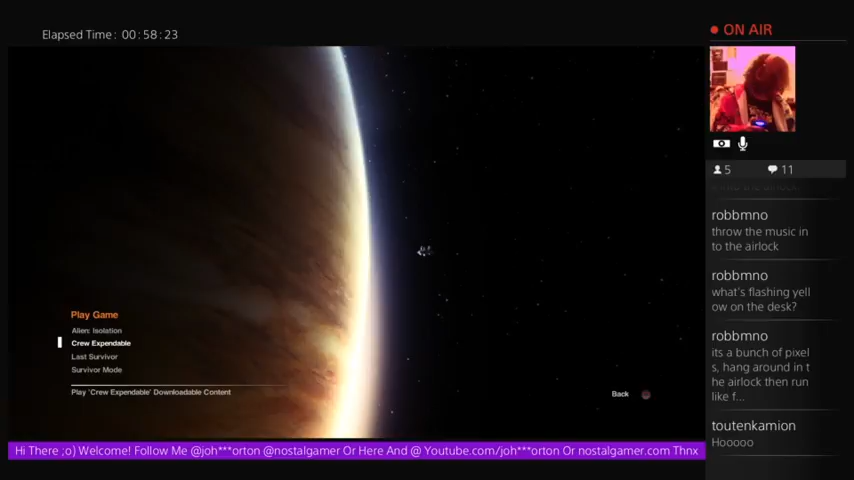 Elapsed Time: 00:58:23
ON AIR
5
11
robbmno
throw the music in
to the airlock
robbmno
what's flashing yell
ow on the desk?
robbmno
its a bunch of pixel
s, hang around in t
he airlock then run
like f...
toutenkamion
Hooooo
Play Game
Alien: Isolation
Crew Expendable
Last Survivor
Survivor Mode
Play 'Crew Expendable' Downloadable Content
Back
Hi There ;o) Welcome! Follow Me @joh***orton @nostalgamer Or Here And @ Youtube.com/joh***orton Or nostalgamer.com Thnx